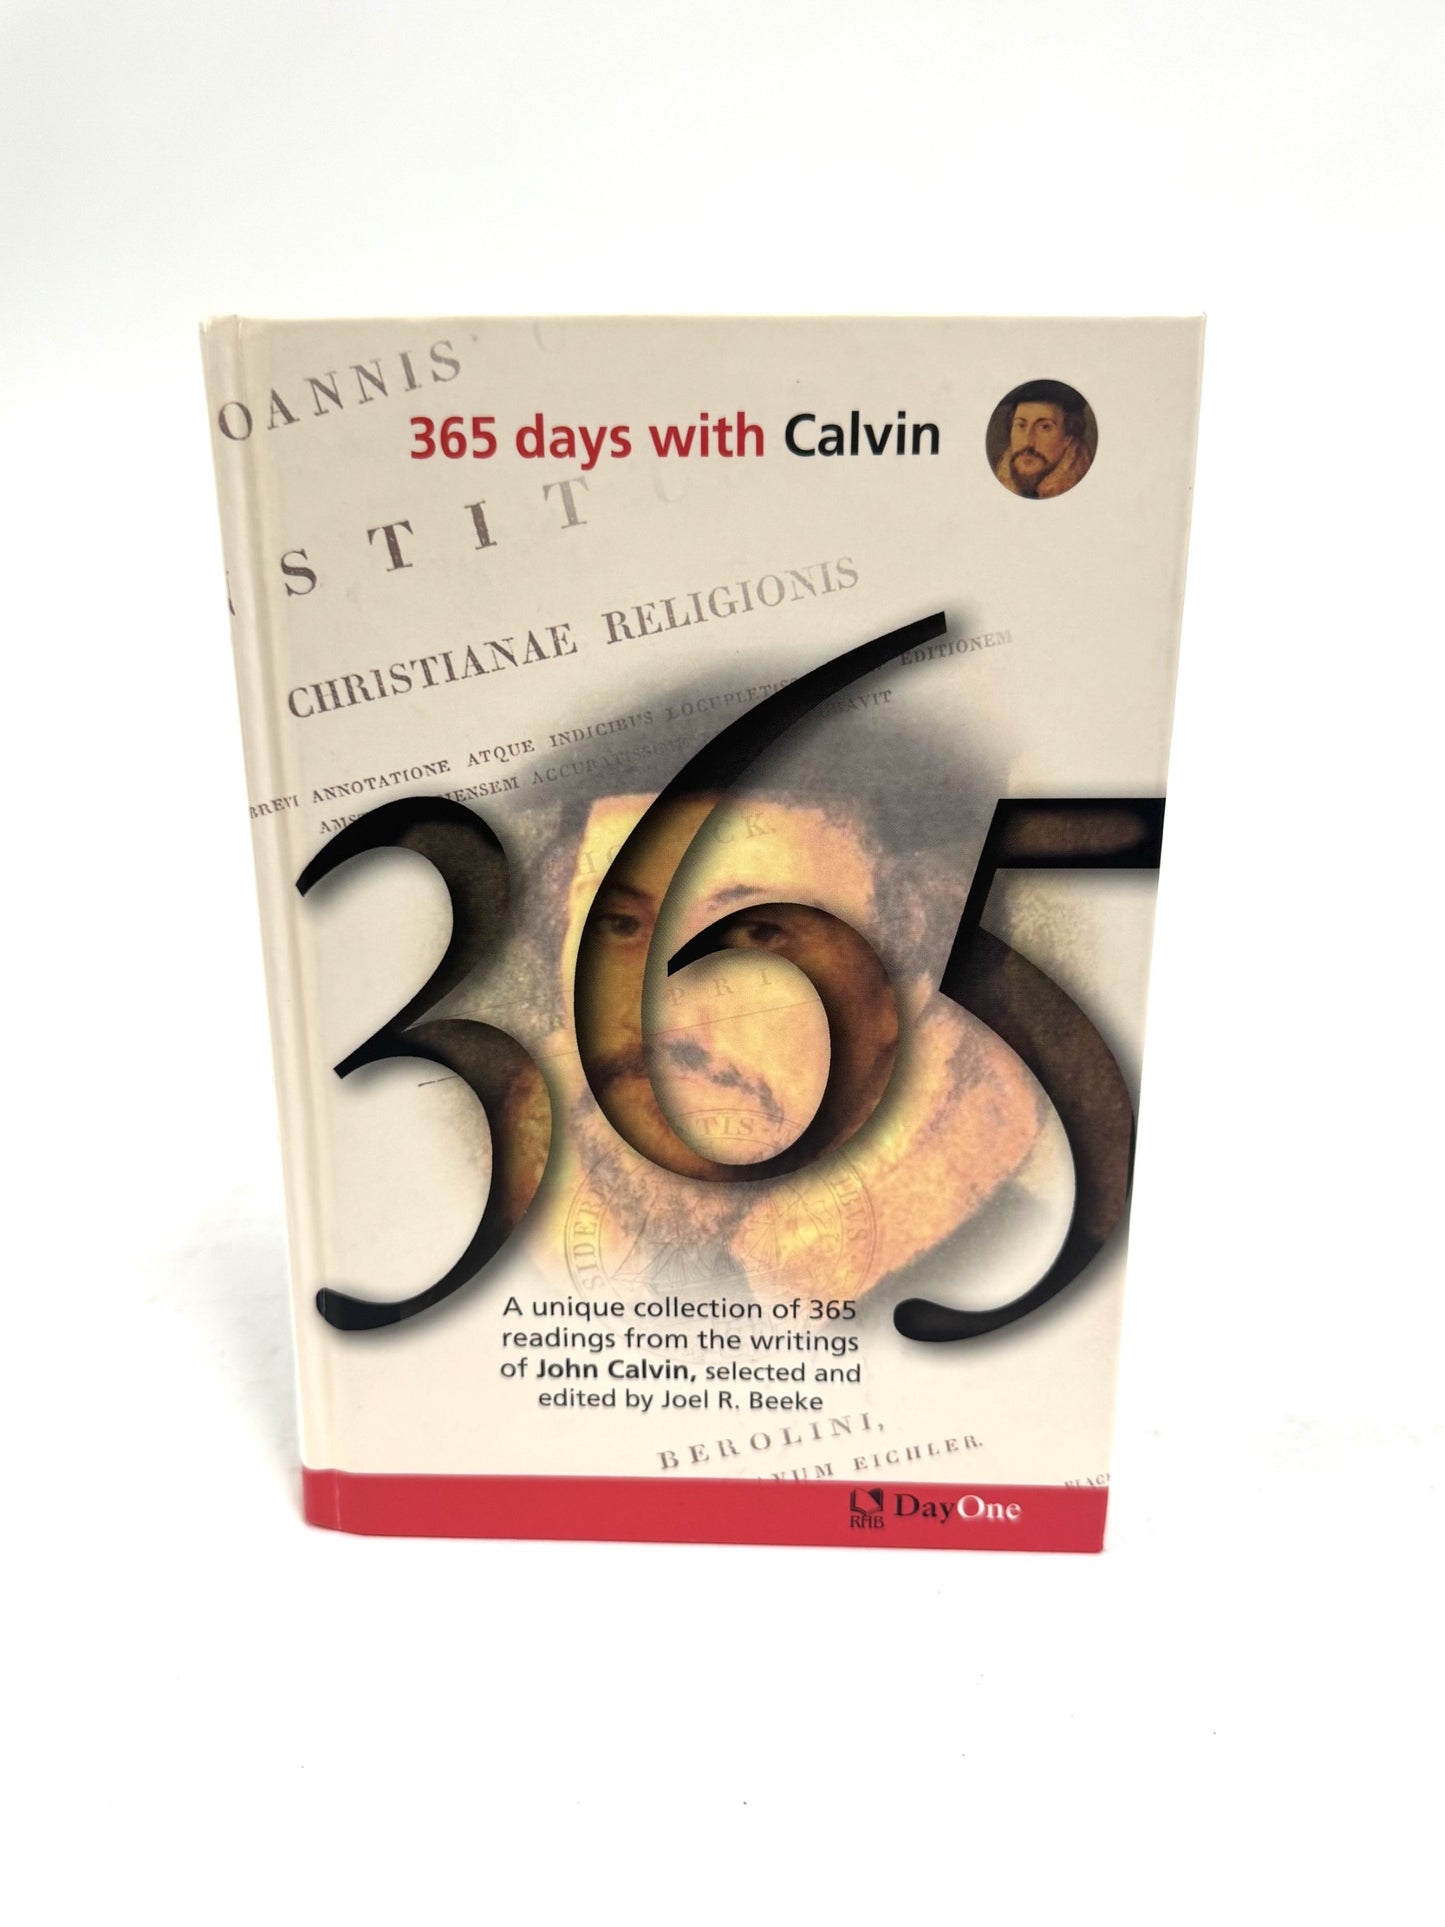 OANNIS
365 days with Calvin
STIT
CHRISTIANAE RELIGIONIS
EDITIONEM
BREVI ANNOTATIONE ATQUE INDICIBUS
365
A unique collection of 365
readings from the writings
of John Calvin, selected and
edited by Joel R. Beeke
BEROLINI,
EICHLER.
RHB DayOne